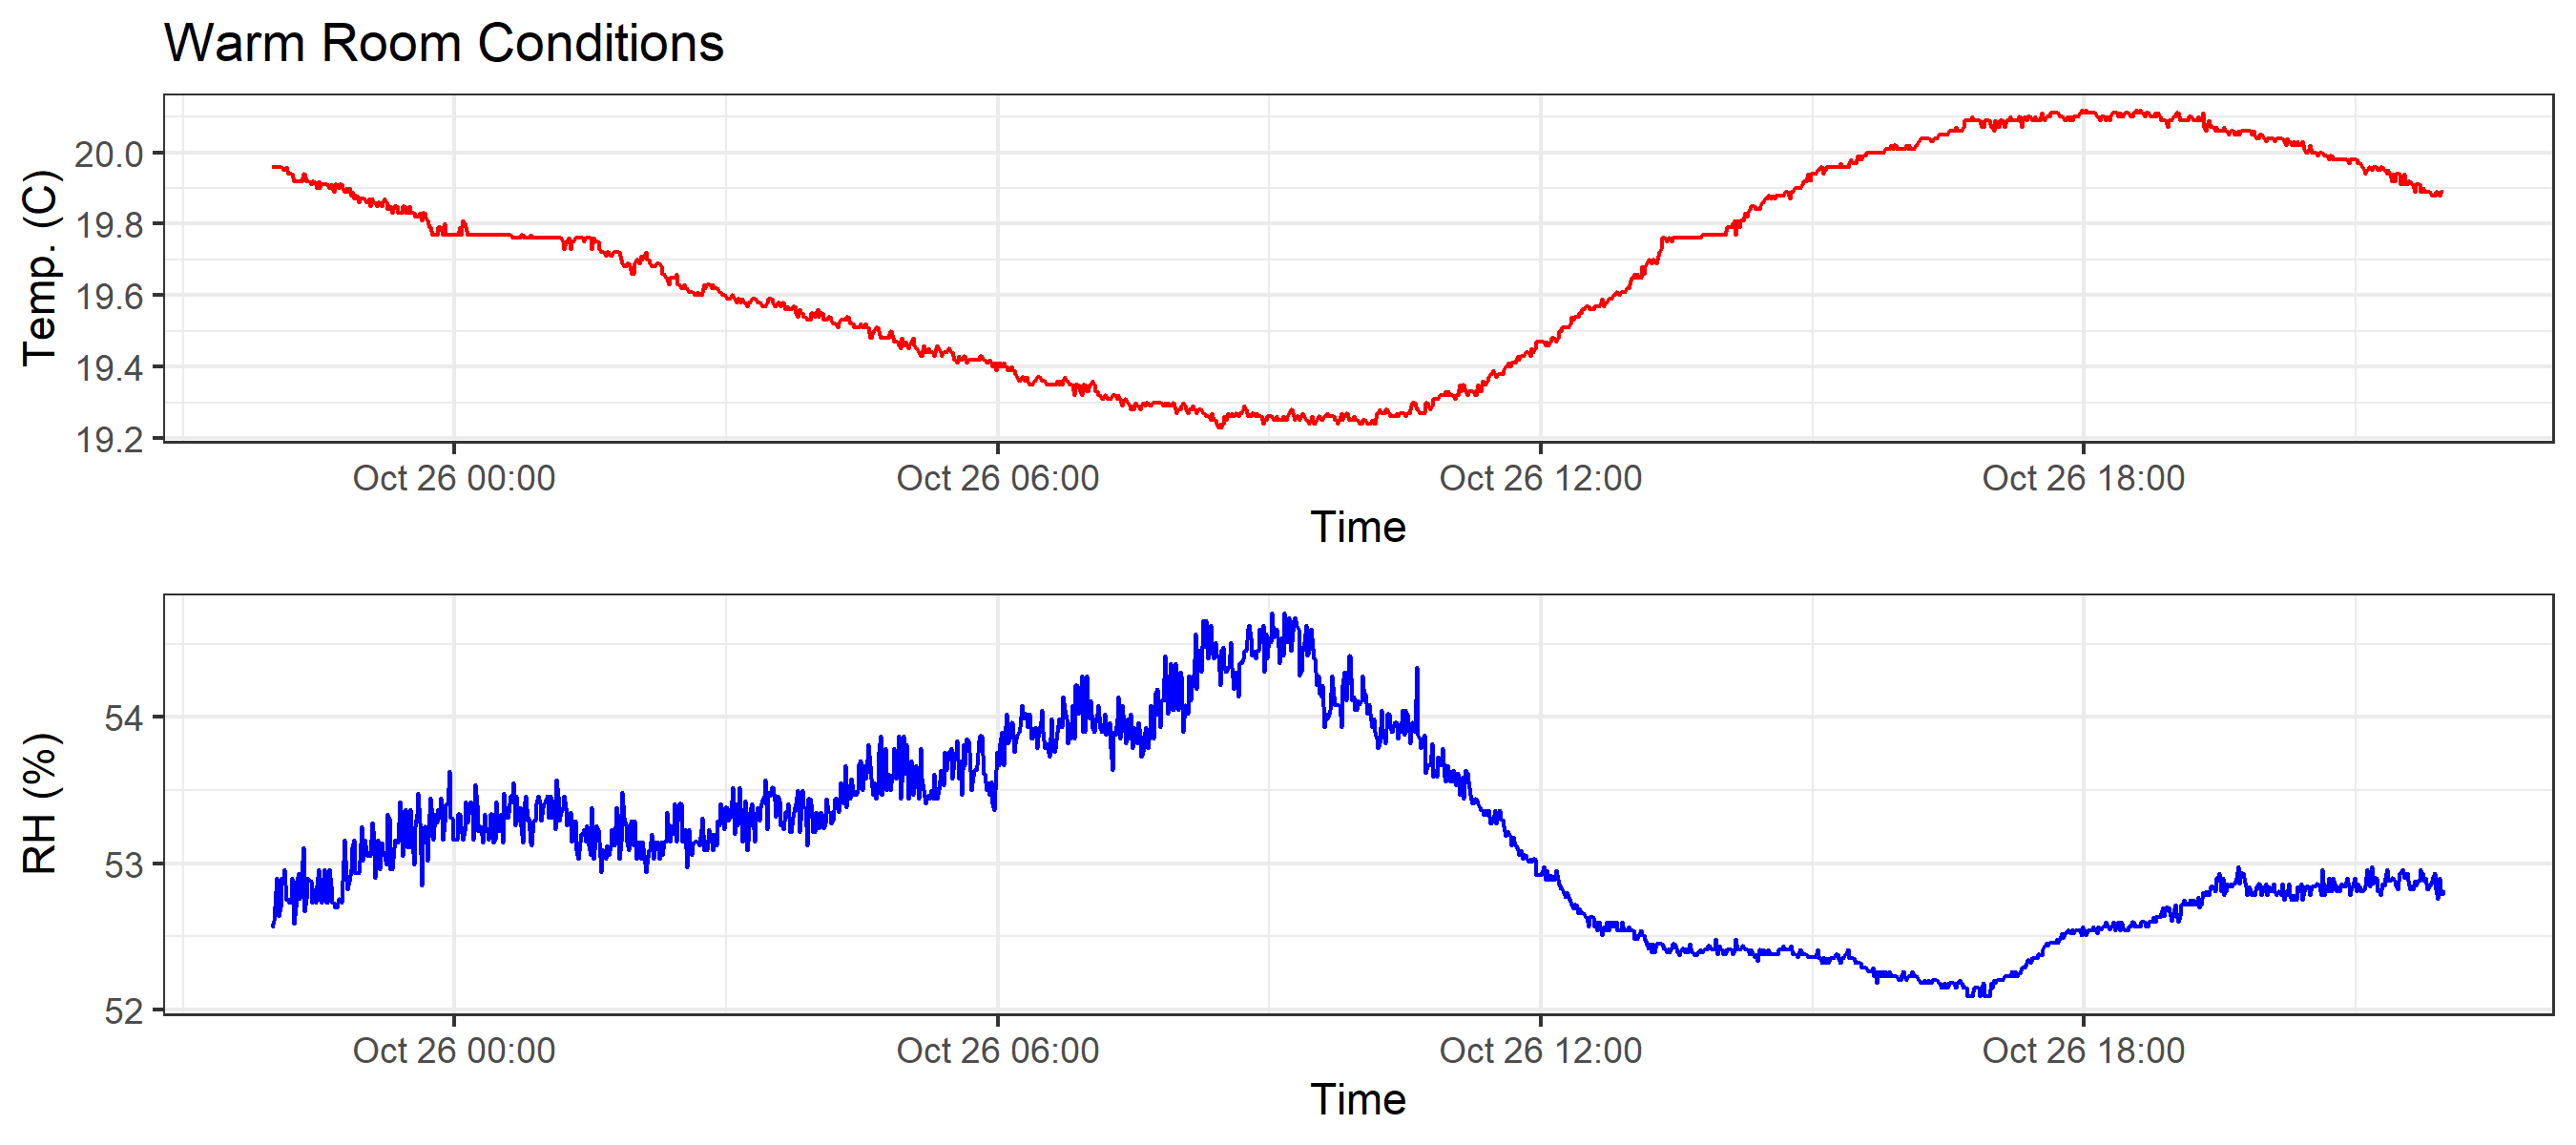 Warm Room Conditions
Temp. (C)
20.0
19.8
19.6
19.4
19.2
Oct 26 00:00 Oct 26 06:00 Oct 26 12:00 Oct 26 18:00
Time
RH (%)
54
53
52
Oct 26 00:00 Oct 26 06:00 Oct 26 12:00 Oct 26 18:00
Time